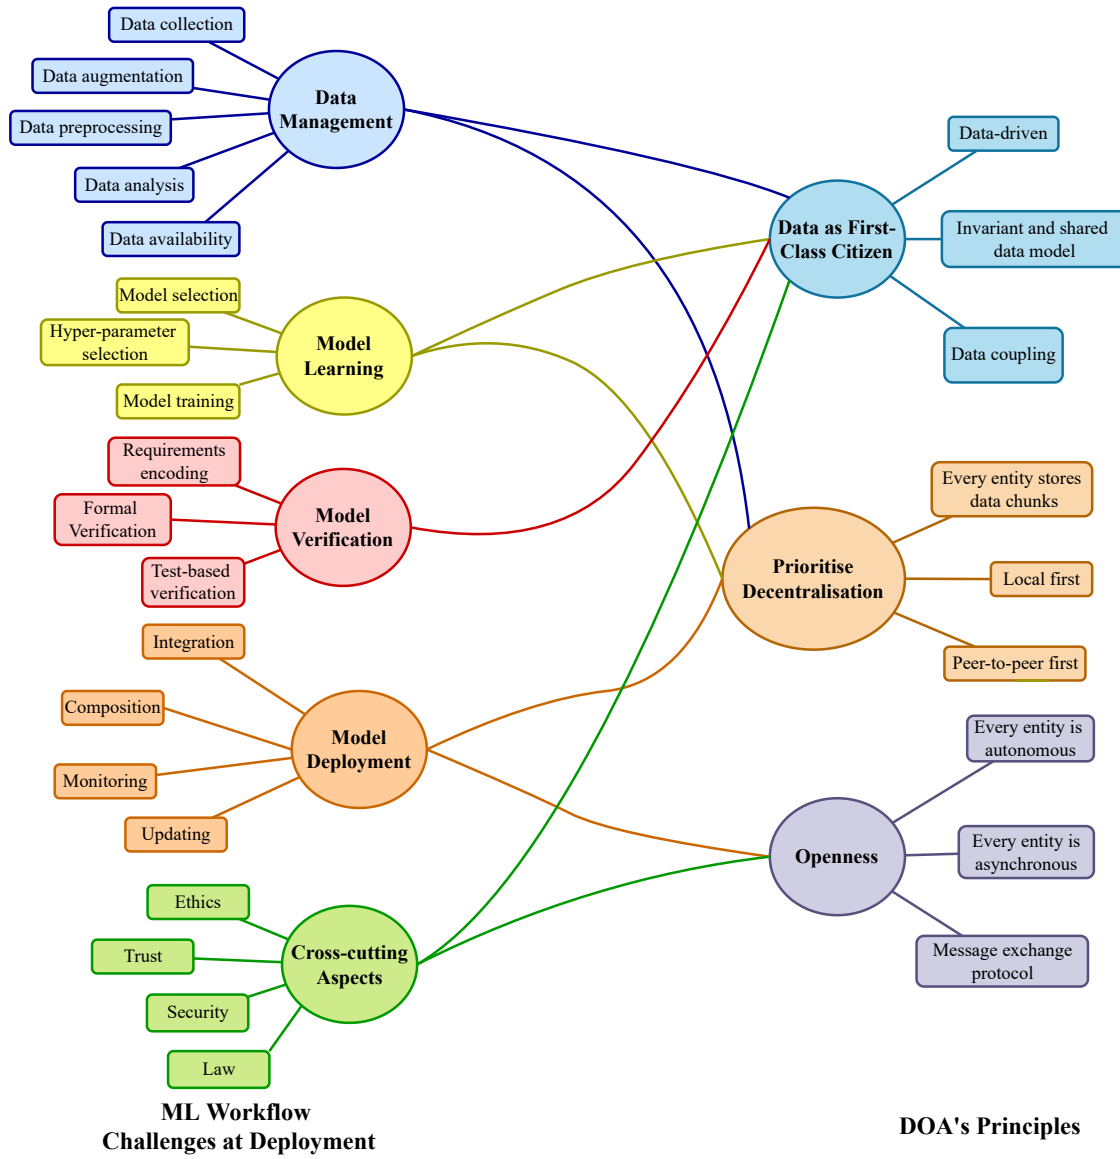 Data collection
Data augmentation
Data preprocessing
Data analysis
Data availability
Data
Management
Model selection
Hyper-parameter
selection
Model training
Model
Learning
Requirements
encoding
Formal
Verification
Test-based
verification
Model
Verification
Integration
Composition
Monitoring
Updating
Model
Deployment
Ethics
Trust
Security
Law
Cross-cutting
Aspects
ML Workflow
Challenges at Deployment
Data as First-
Class Citizen
Data-driven
Invariant and shared
data model
Data coupling
Prioritise
Decentralisation
Every entity stores
data chunks
Local first
Peer-to-peer first
Openness
Every entity is
autonomous
Every entity is
asynchronous
Message exchange
protocol
DOA's Principles